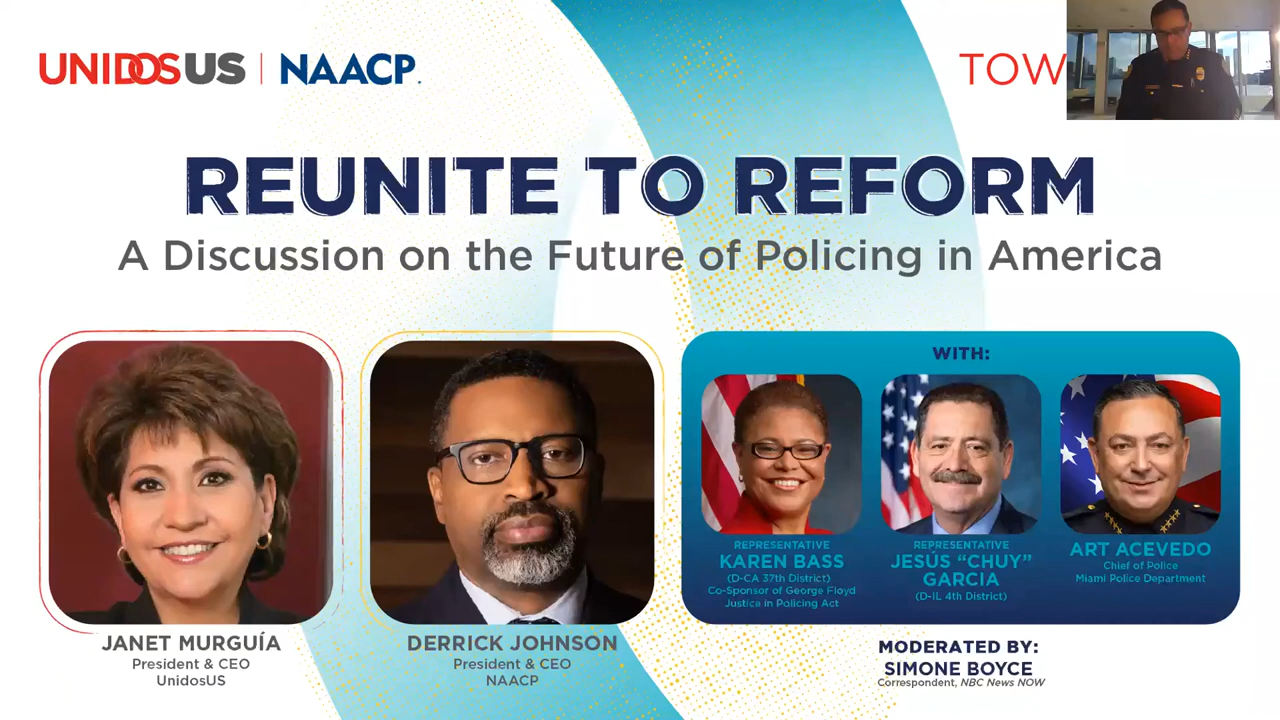 UNIDOSUS | NAACP.
TOW
REUNITE TO REFORM
A Discussion on the Future of Policing in America
JANET MURGUÍA
President & CEO
UnidosUS
DERRICK JOHNSON
President & CEO
NAACP
WITH:
REPRESENTATIVE
KAREN BASS
(D-CA 37th District)
Co-Sponsor of George Floyd
Justice in Policing Act
REPRESENTATIVE
JESÚS “CHUY”
GARCIA
(D-IL 4th District)
ART ACEVEDO
Chief of Police
Miami Police Department
MODERATED BY:
SIMONE BOYCE
Correspondent, NBC News NOW